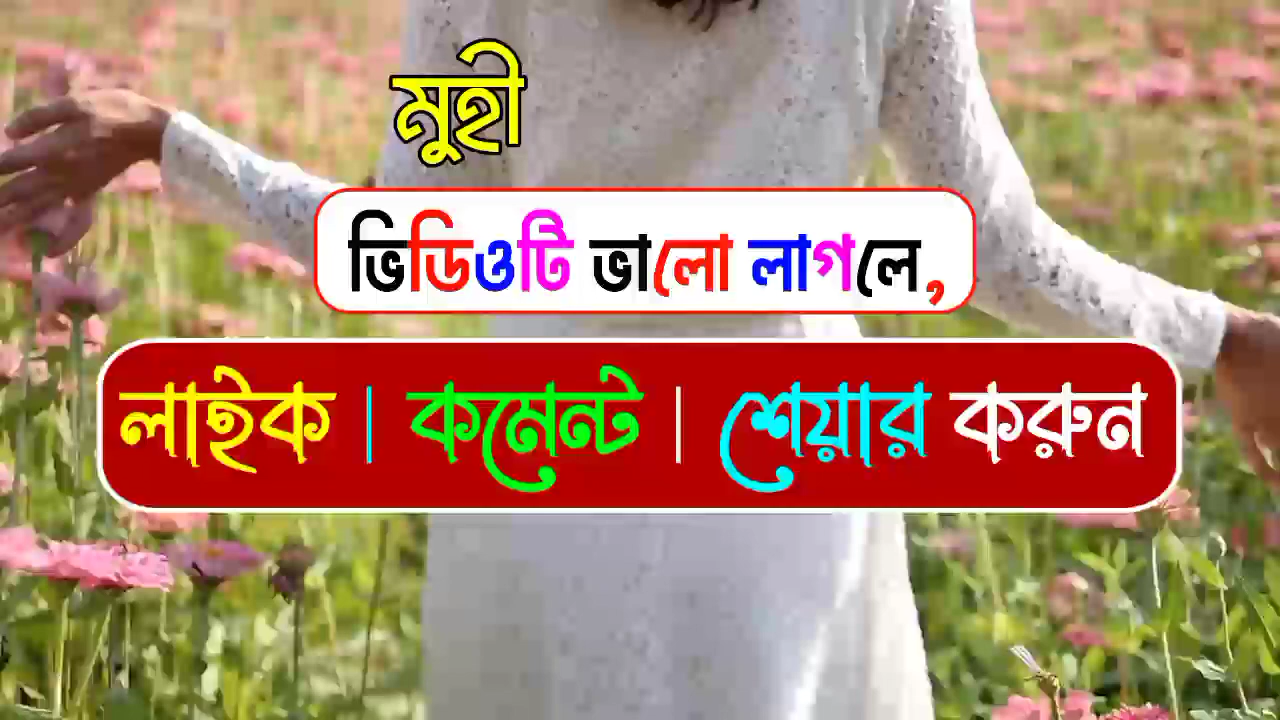 মুহী
ভিডিওটি ভালো লাগলে,
লাইক | কমেন্ট | শেয়ার করুন